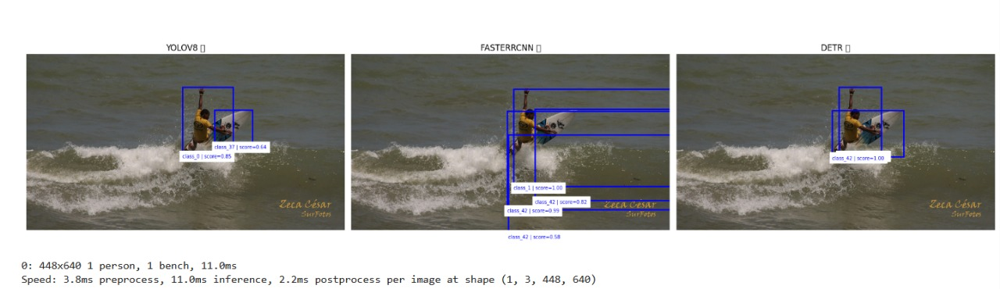 YOLOV8 FASTERRCNN DETR
class_37 | score=0.64
class_0 | score=0.85
Zeca César
SurFotos
class_1 | score=1.00
class_42 | score=0.82
class_42 | score=0.99
Zeca César
SurFotos
class_42 | score=0.58
class_42 | score=1.00
Zeca César
SurFotos
0: 448x640 1 person, 1 bench, 11.0ms
Speed: 3.8ms preprocess, 11.0ms inference, 2.2ms postprocess per image at shape (1, 3, 448, 640)